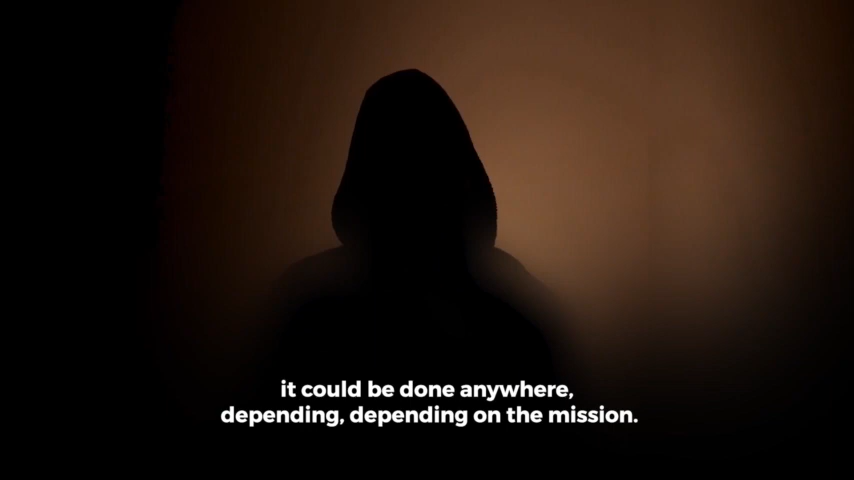 it could be done anywhere,
depending, depending on the mission.